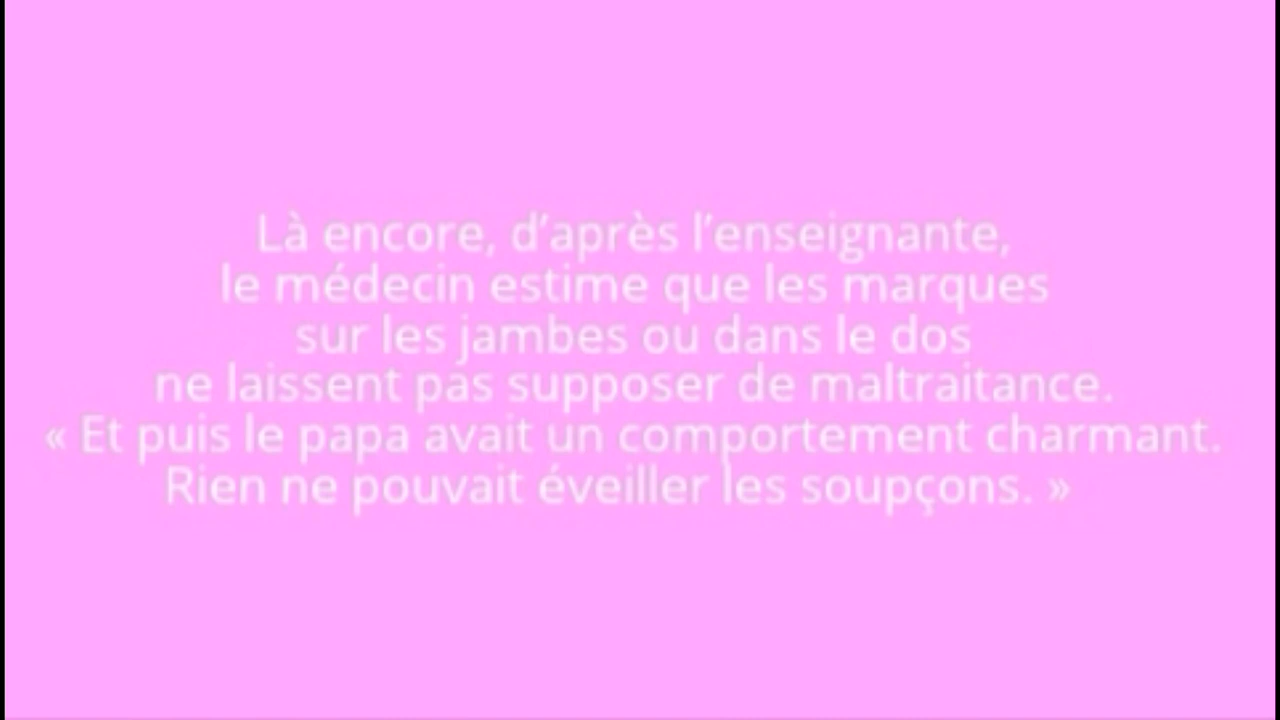 Là encore, d’après l’enseignante,
le médecin estime que les marques
sur les jambes ou dans le dos
ne laissent pas supposer de maltraitance.
« Et puis le papa avait un comportement charmant.
Rien ne pouvait éveiller les soupçons. »